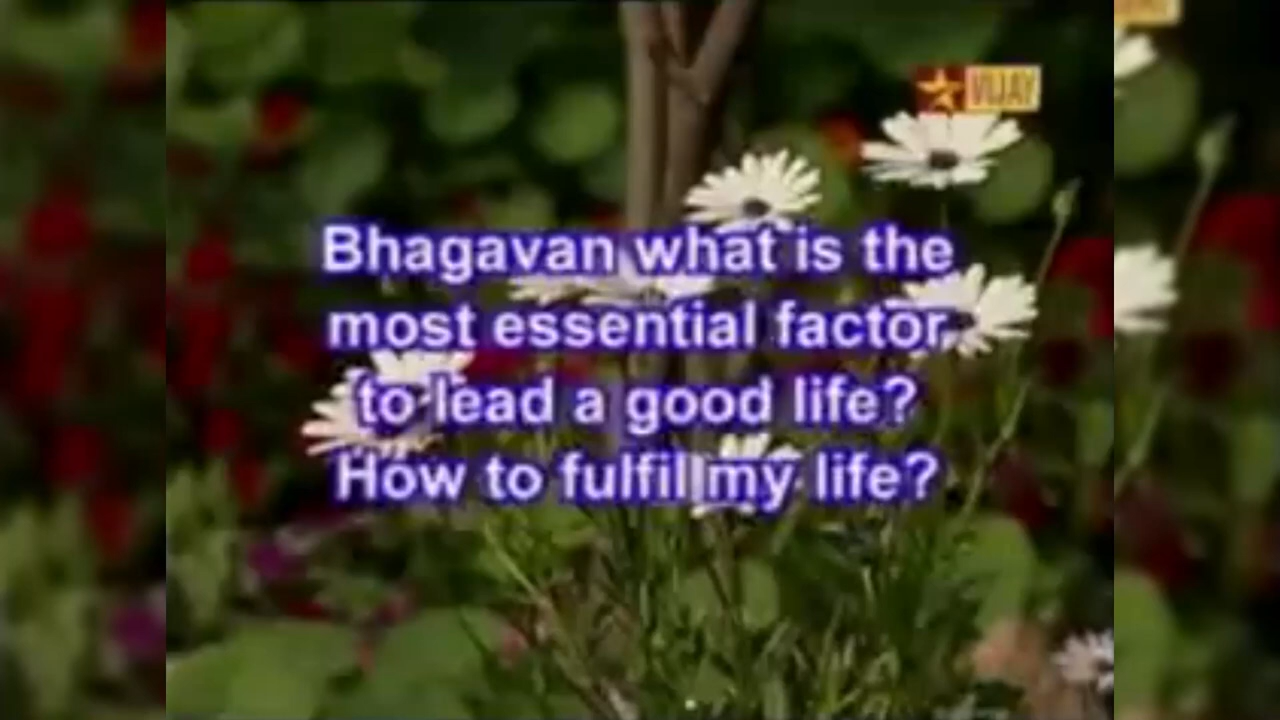 VIJAY
Bhagavan what is the
most essential factor
to lead a good life?
How to fulfil my life?